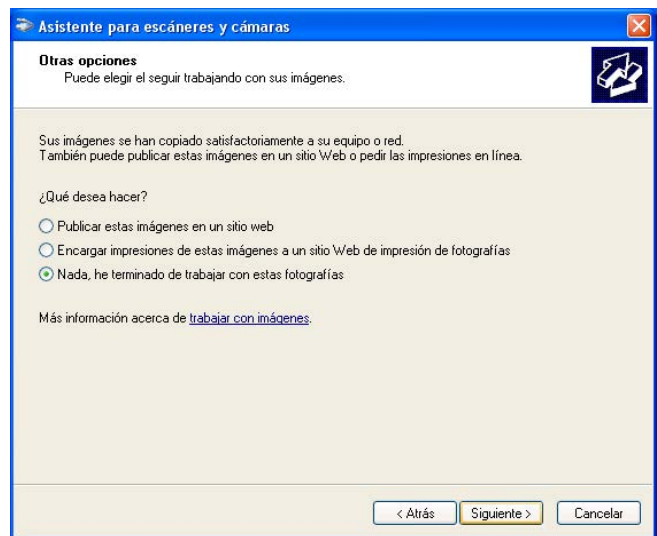 Asistente para escáneres y cámaras
Otras opciones
Puede elegir el seguir trabajando con sus imágenes.
Sus imágenes se han copiado satisfactoriamente a su equipo o red.
También puede publicar estas imágenes en un sitio Web o pedir las impresiones en línea.
¿Qué desea hacer?
Publicar estas imágenes en un sitio web
Encargar impresiones de estas imágenes a un sitio Web de impresión de fotografías
Nada, he terminado de trabajar con estas fotografías
Más información acerca de trabajar con imágenes.
< Atrás Siguiente > Cancelar